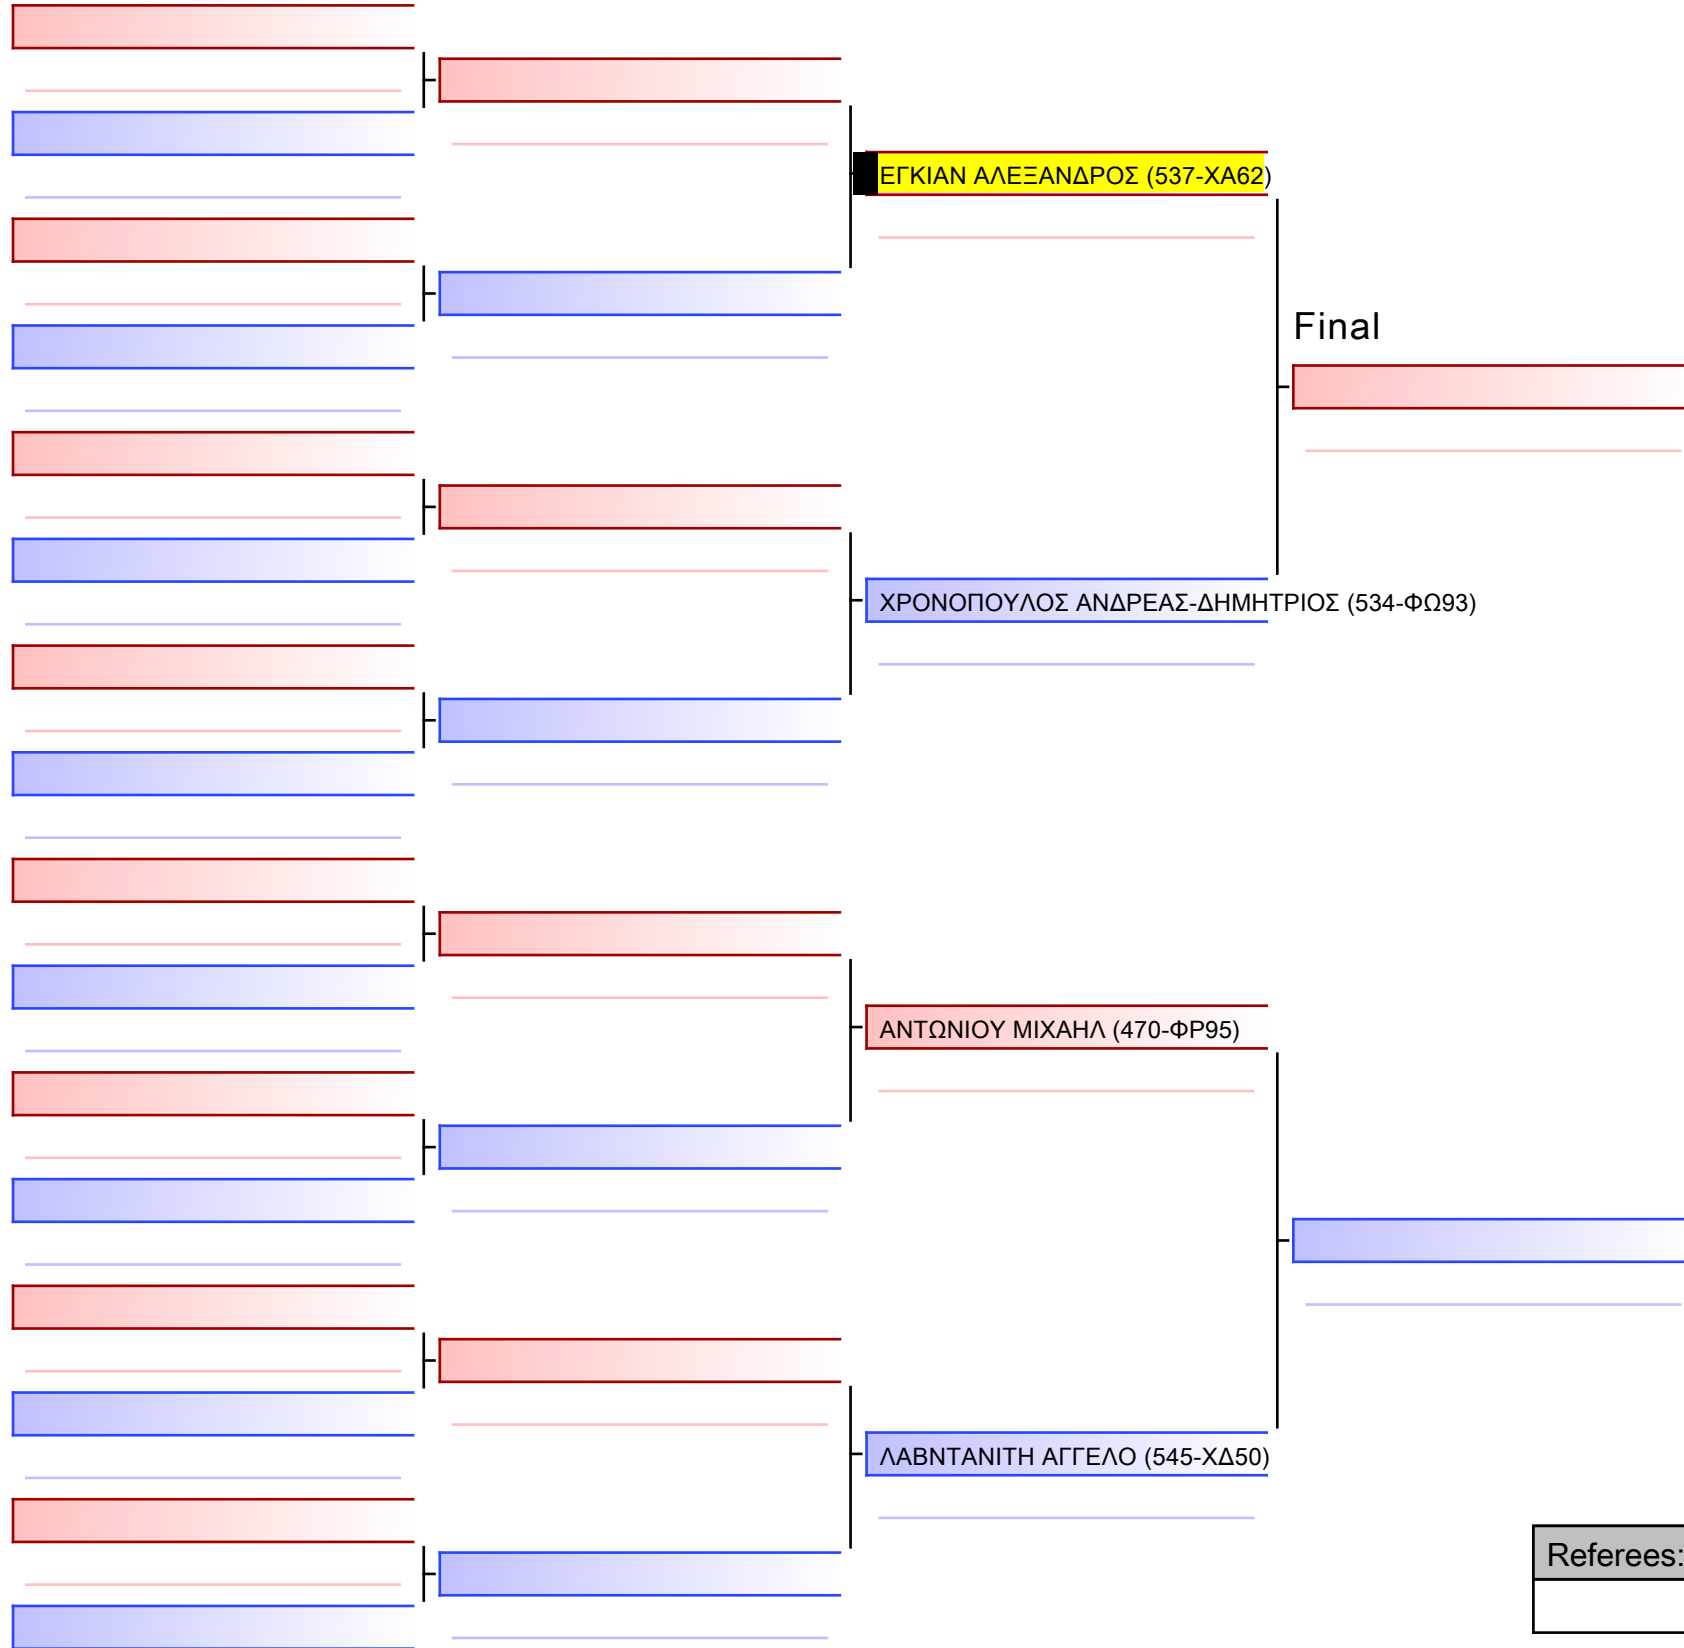 ΕΓΚΙΑΝ ΑΛΕΞΑΝΔΡΟΣ (537-ΧΑ62)
Final
ΧΡΟΝΟΠΟΥΛΟΣ ΑΝΔΡΕΑΣ-ΔΗΜΗΤΡΙΟΣ (534-ΦΩ93)
ΑΝΤΩΝΙΟΥ ΜΙΧΑΗΛ (470-ΦΡ95)
ΛΑΒΝΤΑΝΙΤΗ ΑΓΓΕΛΟ (545-ΧΔ50)
Referees: